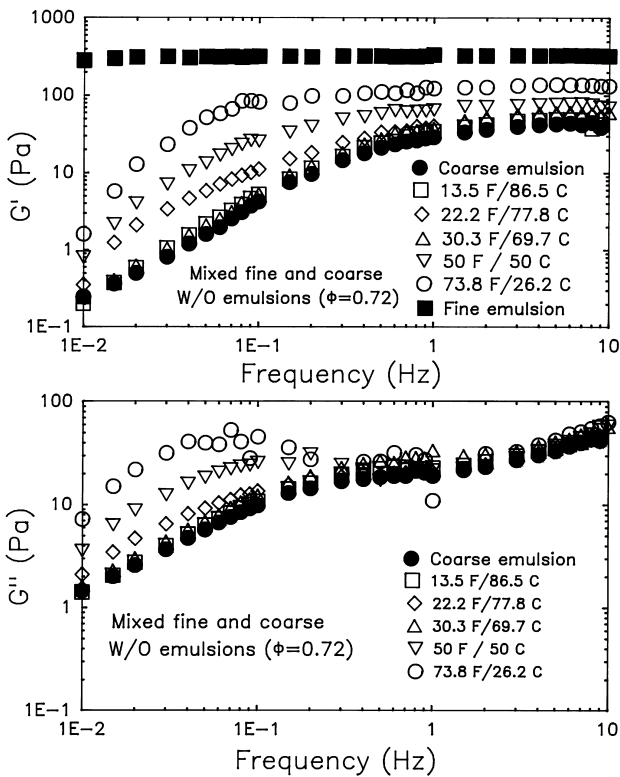 1000
100
10
1
1E−1
G' (Pa)
Coarse emulsion
13.5 F/86.5 C
22.2 F/77.8 C
30.3 F/69.7 C
50 F / 50 C
73.8 F/26.2 C
Fine emulsion
Mixed fine and coarse
W/O emulsions (ϕ=0.72)
1E−2
1E−1
1
10
Frequency (Hz)
100
10
1
1E−1
G'' (Pa)
Coarse emulsion
13.5 F/86.5 C
22.2 F/77.8 C
30.3 F/69.7 C
50 F / 50 C
73.8 F/26.2 C
Mixed fine and coarse
W/O emulsions (ϕ=0.72)
1E−2
1E−1
1
10
Frequency (Hz)